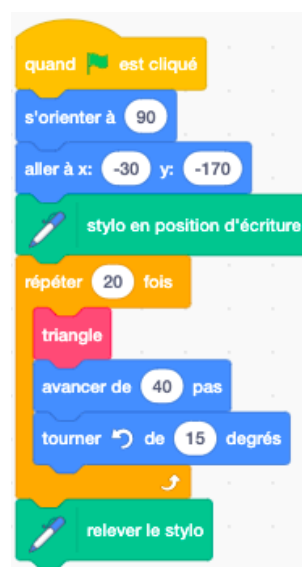 quand est cliqué
s'orienter à 90
aller à x: -30 y: -170
stylo en position d'écriture
répéter 20 fois
triangle
avancer de 40 pas
tourner de 15 degrés
relever le stylo